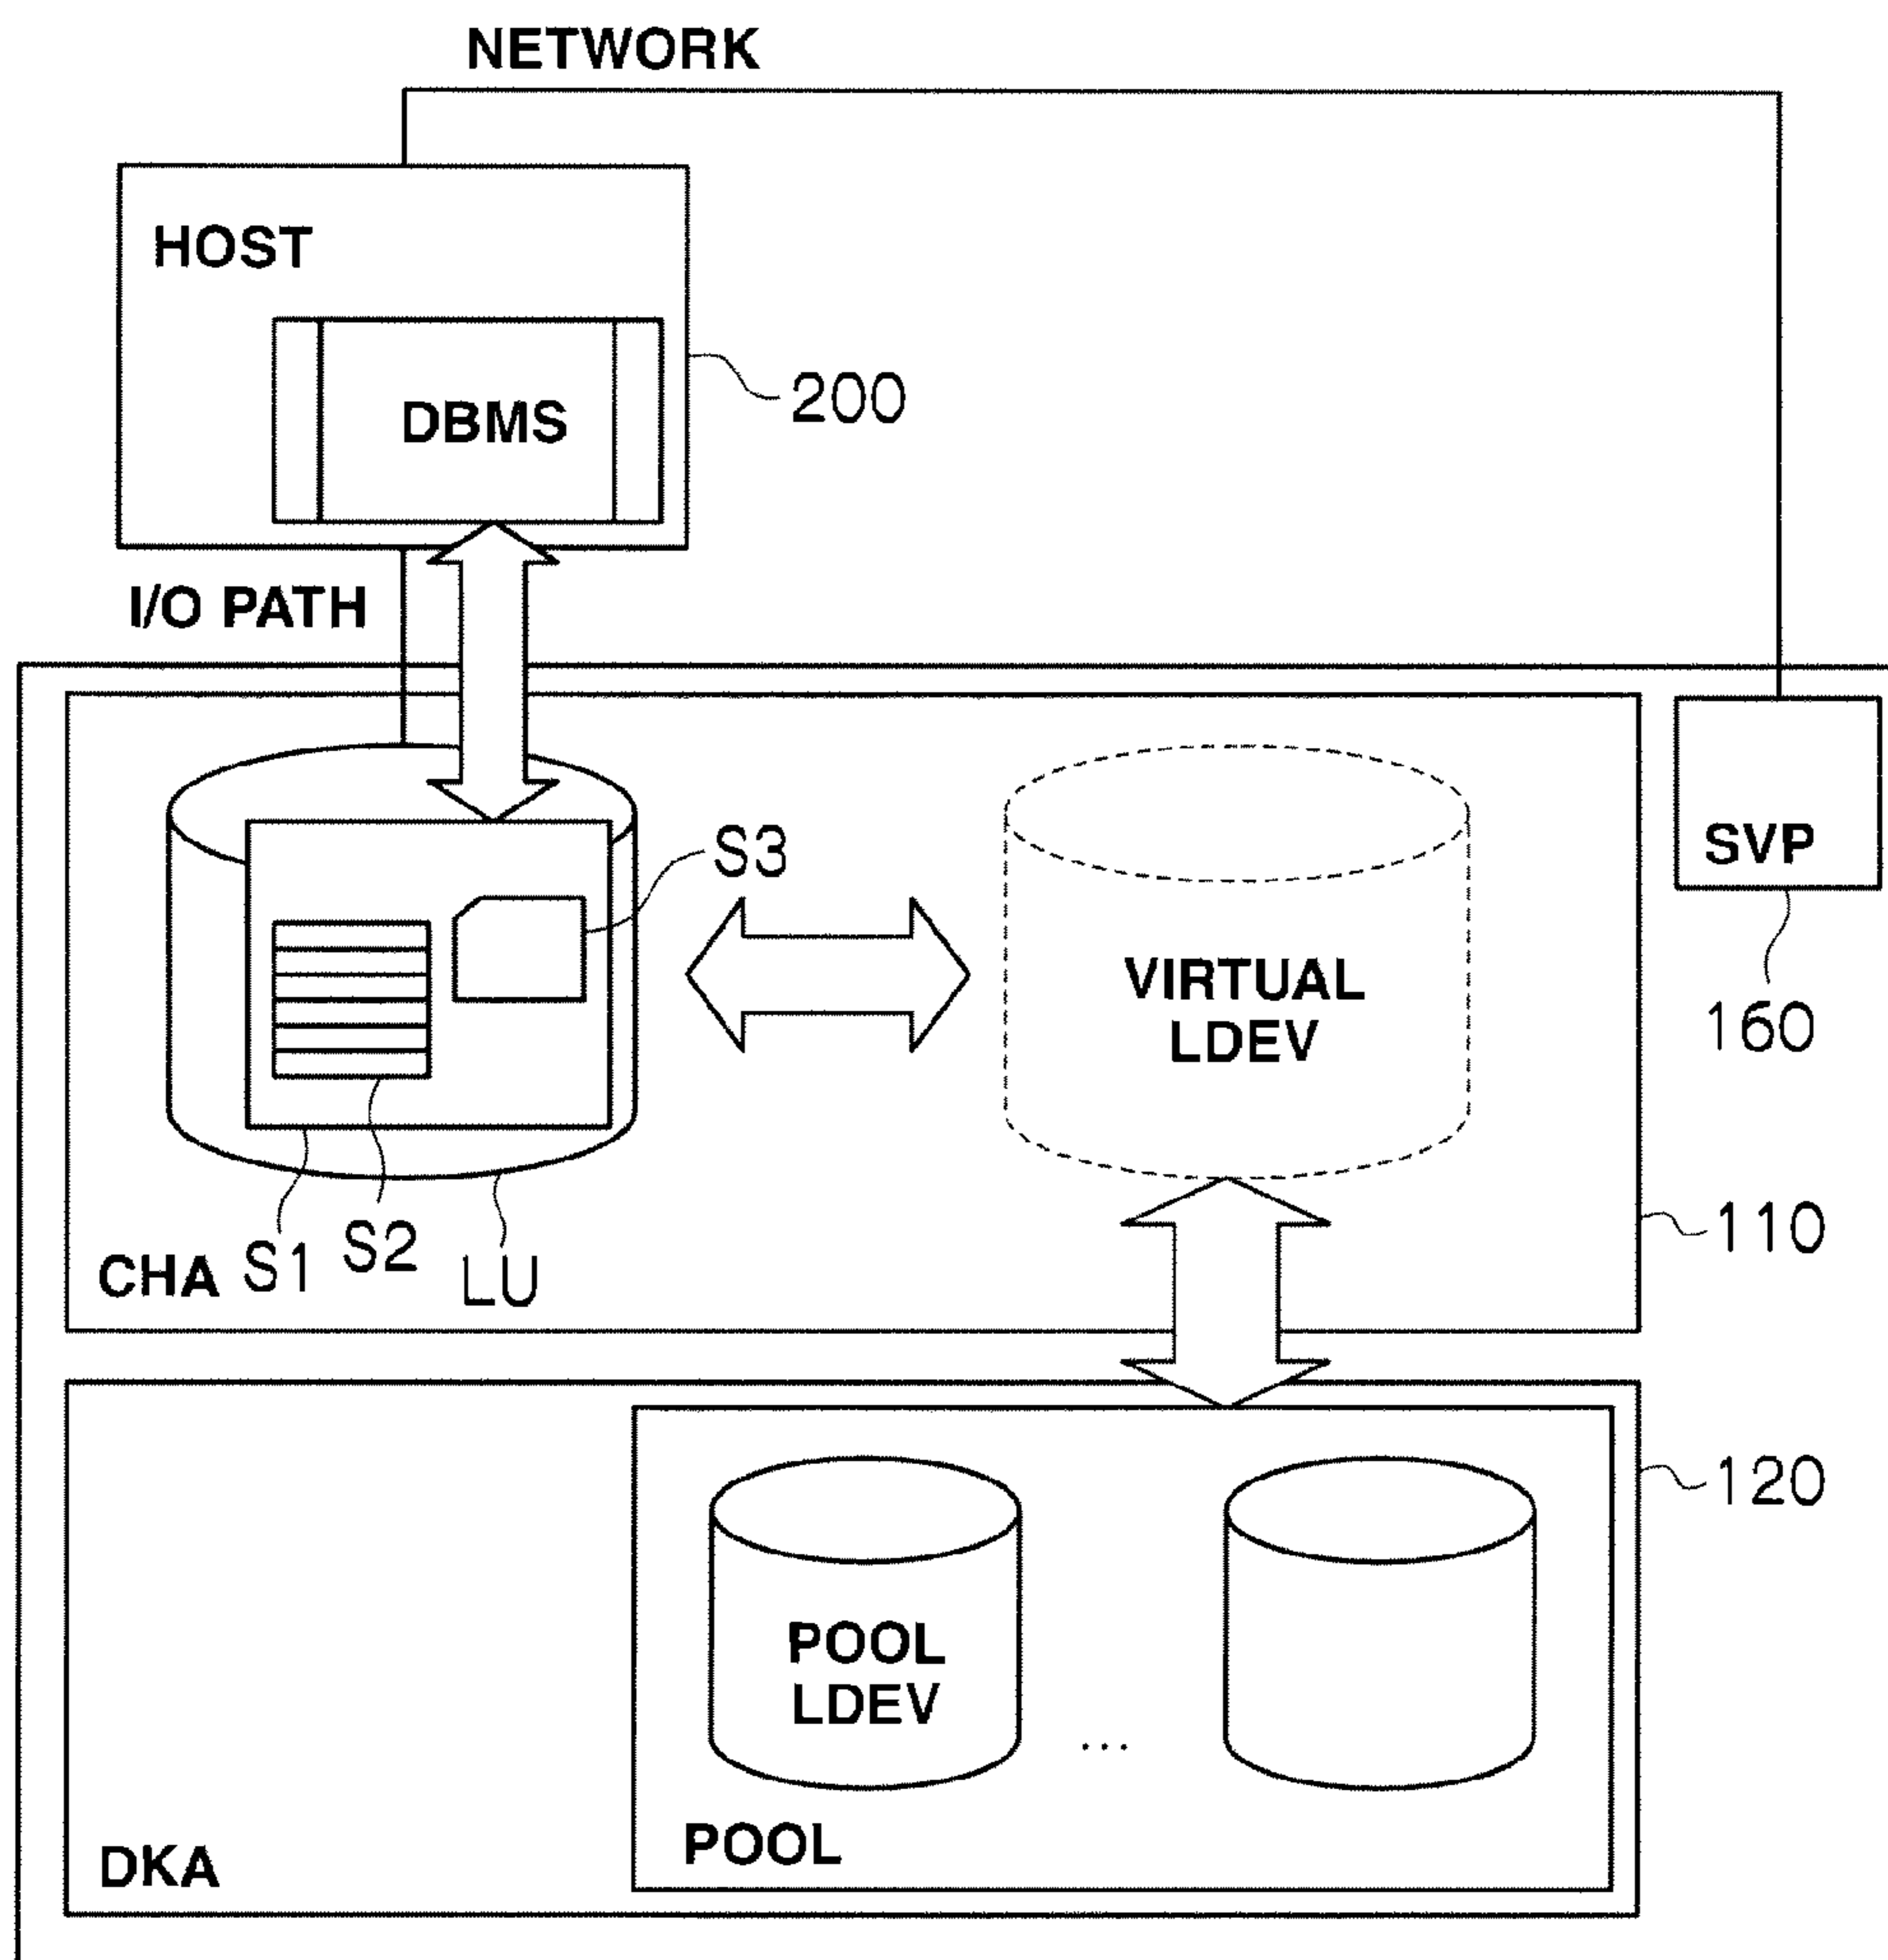 NETWORK
HOST
DBMS
200
I/O PATH
S3
SVP
VIRTUAL
LDEV
160
110
CHA
S1
S2
LU
120
POOL
LDEV
...
POOL
DKA